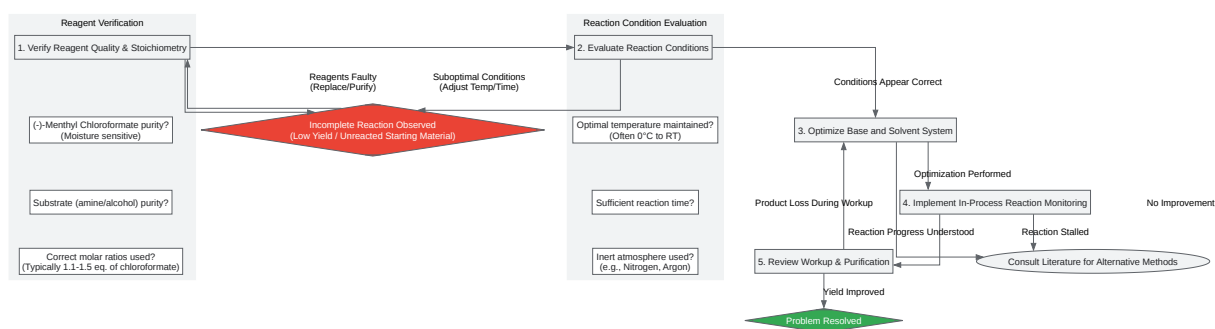 Reagent Verification
Reaction Condition Evaluation
1. Verify Reagent Quality & Stoichiometry
2. Evaluate Reaction Conditions
Reagents Faulty
(Replace/Purify)
Suboptimal Conditions
(Adjust Temp/Time)
Conditions Appear Correct
(-)-Menthyl Chloroformate purity?
(Moisture sensitive)
Incomplete Reaction Observed
(Low Yield / Unreacted Starting Material)
Optimal temperature maintained?
(Often 0°C to RT)
3. Optimize Base and Solvent System
Optimization Performed
Substrate (amine/alcohol) purity?
Sufficient reaction time?
Product Loss During Workup
4. Implement In-Process Reaction Monitoring
No Improvement
Reaction Progress Understood
Reaction Stalled
Correct molar ratios used?
(Typically 1.1-1.5 eq. of chloroformate)
Inert atmosphere used?
(e.g., Nitrogen, Argon)
5. Review Workup & Purification
Consult Literature for Alternative Methods
Yield Improved
Problem Resolved